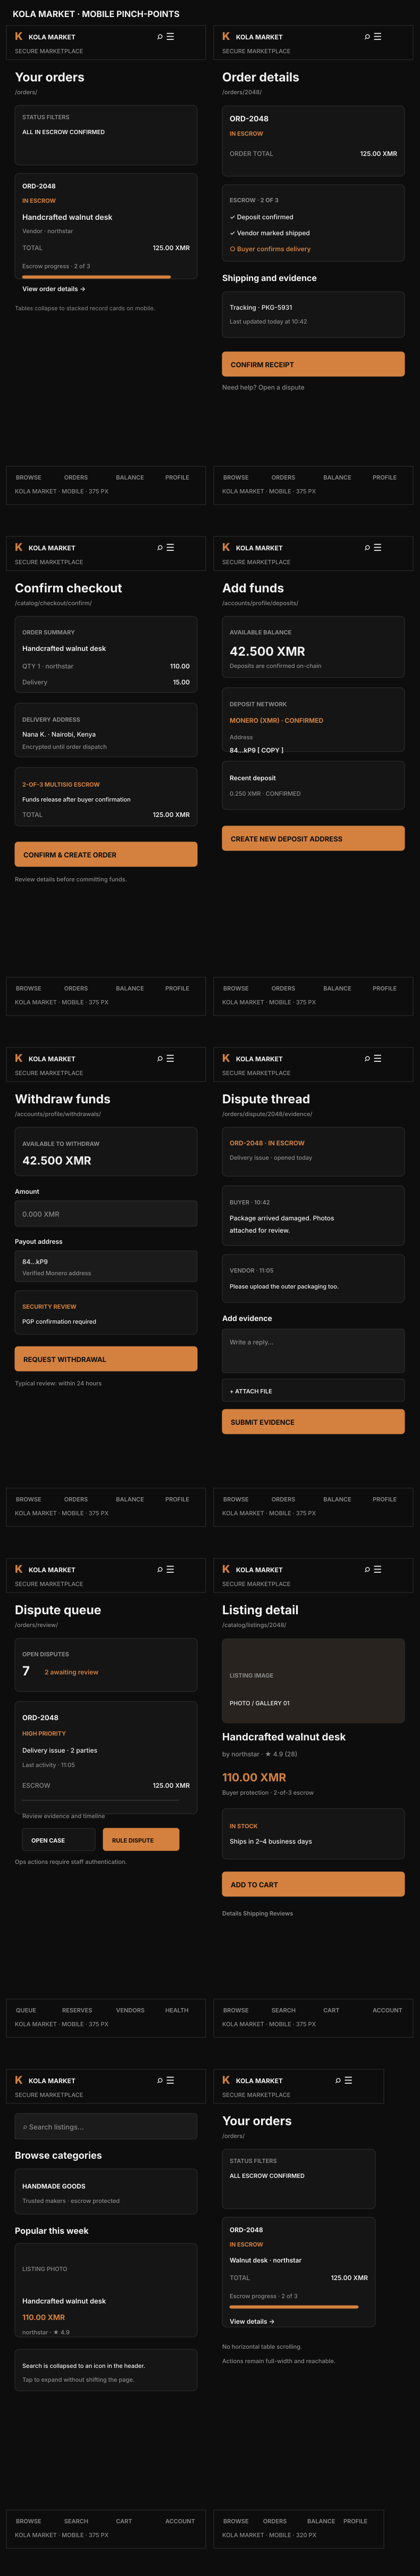 KOLA MARKET · MOBILE PINCH-POINTS
K KOLA MARKET
SECURE MARKETPLACE
Your orders
/orders/
STATUS FILTERS
ALL IN ESCROW CONFIRMED
ORD-2048
IN ESCROW
Handcrafted walnut desk
Vendor · northstar
TOTAL 125.00 XMR
Escrow progress · 2 of 3
View order details →
Tables collapse to stacked record cards on mobile.
BROWSE ORDERS BALANCE PROFILE
KOLA MARKET · MOBILE · 375 PX
K KOLA MARKET
SECURE MARKETPLACE
Order details
/orders/2048/
ORD-2048
IN ESCROW
ORDER TOTAL 125.00 XMR
ESCROW · 2 OF 3
✓ Deposit confirmed
✓ Vendor marked shipped
○ Buyer confirms delivery
Shipping and evidence
Tracking · PKG-5931
Last updated today at 10:42
CONFIRM RECEIPT
Need help? Open a dispute
BROWSE ORDERS BALANCE PROFILE
KOLA MARKET · MOBILE · 375 PX
K KOLA MARKET
SECURE MARKETPLACE
Confirm checkout
/catalog/checkout/confirm/
ORDER SUMMARY
Handcrafted walnut desk
QTY 1 · northstar 110.00
Delivery 15.00
DELIVERY ADDRESS
Nana K. · Nairobi, Kenya
Encrypted until order dispatch
2-OF-3 MULTISIG ESCROW
Funds release after buyer confirmation
TOTAL 125.00 XMR
CONFIRM & CREATE ORDER
Review details before committing funds.
BROWSE ORDERS BALANCE PROFILE
KOLA MARKET · MOBILE · 375 PX
K KOLA MARKET
SECURE MARKETPLACE
Add funds
/accounts/profile/deposits/
AVAILABLE BALANCE
42.500 XMR
Deposits are confirmed on-chain
DEPOSIT NETWORK
MONERO (XMR) · CONFIRMED
Address
84…kP9 [ COPY ]
Recent deposit
0.250 XMR · CONFIRMED
CREATE NEW DEPOSIT ADDRESS
BROWSE ORDERS BALANCE PROFILE
KOLA MARKET · MOBILE · 375 PX
K KOLA MARKET
SECURE MARKETPLACE
Withdraw funds
/accounts/profile/withdrawals/
AVAILABLE TO WITHDRAW
42.500 XMR
Amount
0.000 XMR
Payout address
84…kP9
Verified Monero address
SECURITY REVIEW
PGP confirmation required
REQUEST WITHDRAWAL
Typical review: within 24 hours
BROWSE ORDERS BALANCE PROFILE
KOLA MARKET · MOBILE · 375 PX
K KOLA MARKET
SECURE MARKETPLACE
Dispute thread
/orders/dispute/2048/evidence/
ORD-2048 · IN ESCROW
Delivery issue · opened today
BUYER · 10:42
Package arrived damaged. Photos
attached for review.
VENDOR · 11:05
Please upload the outer packaging too.
Add evidence
Write a reply…
+ ATTACH FILE
SUBMIT EVIDENCE
BROWSE ORDERS BALANCE PROFILE
KOLA MARKET · MOBILE · 375 PX
K KOLA MARKET
SECURE MARKETPLACE
Dispute queue
/orders/review/
OPEN DISPUTES
7 2 awaiting review
ORD-2048
HIGH PRIORITY
Delivery issue · 2 parties
Last activity · 11:05
ESCROW 125.00 XMR
Review evidence and timeline
OPEN CASE RULE DISPUTE
Ops actions require staff authentication.
QUEUE RESERVES VENDORS HEALTH
KOLA MARKET · MOBILE · 375 PX
K KOLA MARKET
SECURE MARKETPLACE
Listing detail
/catalog/listings/2048/
LISTING IMAGE
PHOTO / GALLERY 01
Handcrafted walnut desk
by northstar · ★ 4.9 (28)
110.00 XMR
Buyer protection · 2-of-3 escrow
IN STOCK
Ships in 2–4 business days
ADD TO CART
Details Shipping Reviews
BROWSE SEARCH CART ACCOUNT
KOLA MARKET · MOBILE · 375 PX
K KOLA MARKET
SECURE MARKETPLACE
Search listings…
Browse categories
HANDMADE GOODS
Trusted makers · escrow protected
Popular this week
LISTING PHOTO
Handcrafted walnut desk
110.00 XMR
northstar · ★ 4.9
Search is collapsed to an icon in the header.
Tap to expand without shifting the page.
BROWSE SEARCH CART ACCOUNT
KOLA MARKET · MOBILE · 375 PX
K KOLA MARKET
SECURE MARKETPLACE
Your orders
/orders/
STATUS FILTERS
ALL ESCROW CONFIRMED
ORD-2048
IN ESCROW
Walnut desk · northstar
TOTAL 125.00 XMR
Escrow progress · 2 of 3
View details →
No horizontal table scrolling.
Actions remain full-width and reachable.
BROWSE ORDERS BALANCE PROFILE
KOLA MARKET · MOBILE · 320 PX